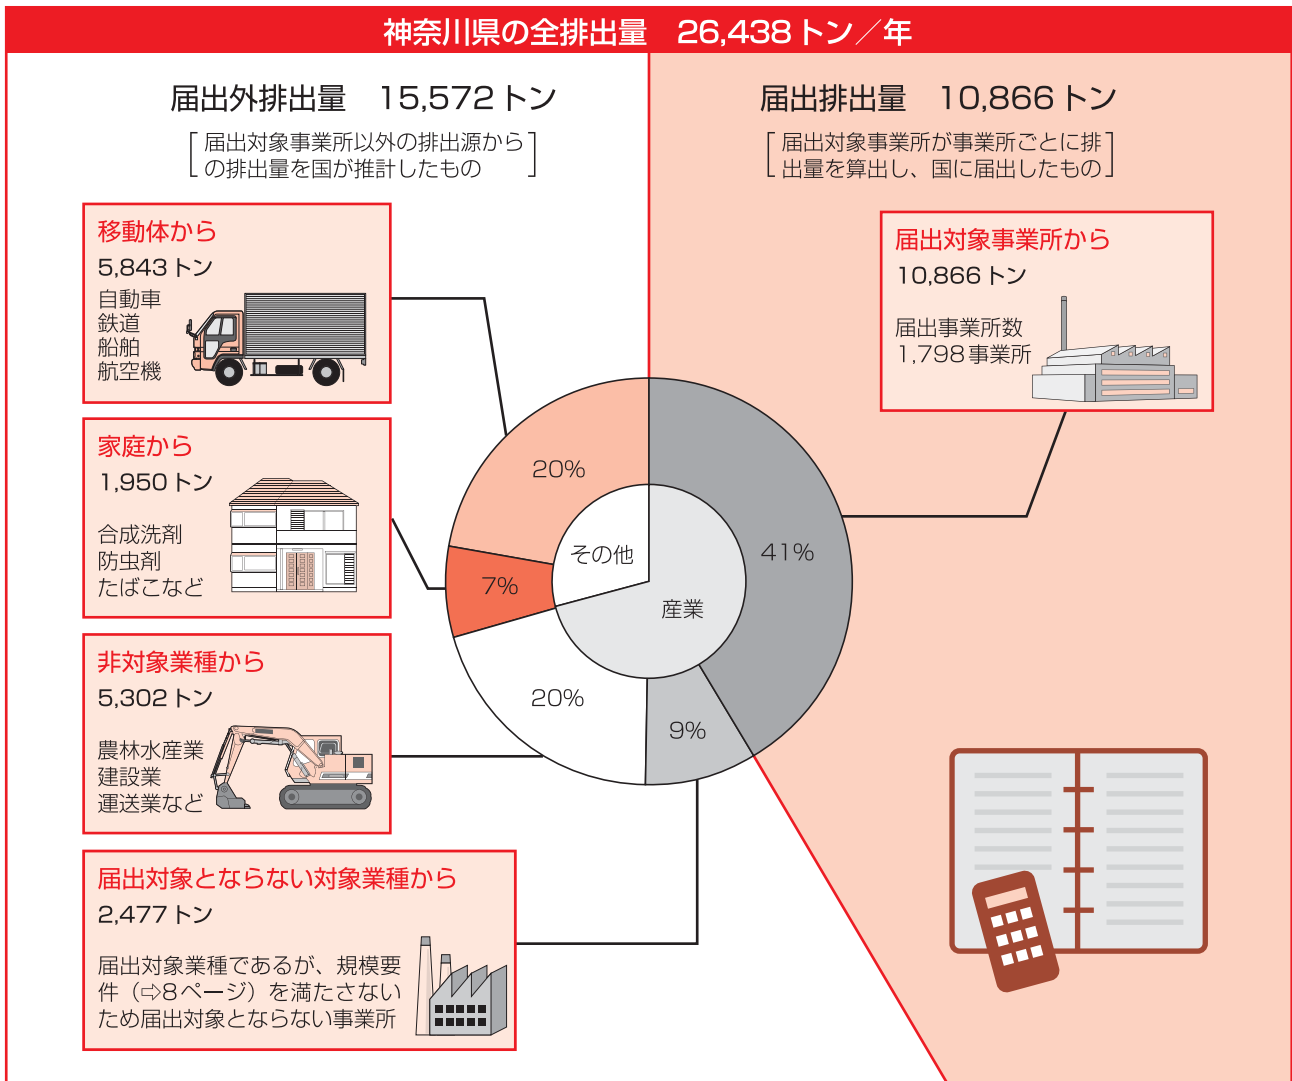 神奈川県の全排出量　26,438トン／年
届出外排出量　15,572トン
届出対象事業所以外の排出源から
の排出量を国が推計したもの
届出排出量　10,866トン
届出対象事業所が事業所ごとに排
出量を算出し、国に届出したもの
移動体から
5,843トン
自動車
鉄道
船舶
航空機
家庭から
1,950トン
合成洗剤
防虫剤
たばこなど
非対象業種から
5,302トン
農林水産業
建設業
運送業など
届出対象とならない対象業種から
2,477トン
届出対象業種であるが、規模要
件（⇨8ページ）を満たさない
ため届出対象とならない事業所
届出対象事業所から
10,866トン
届出事業所数
1,798事業所
20%
41%
その他
7%
産業
20%
9%